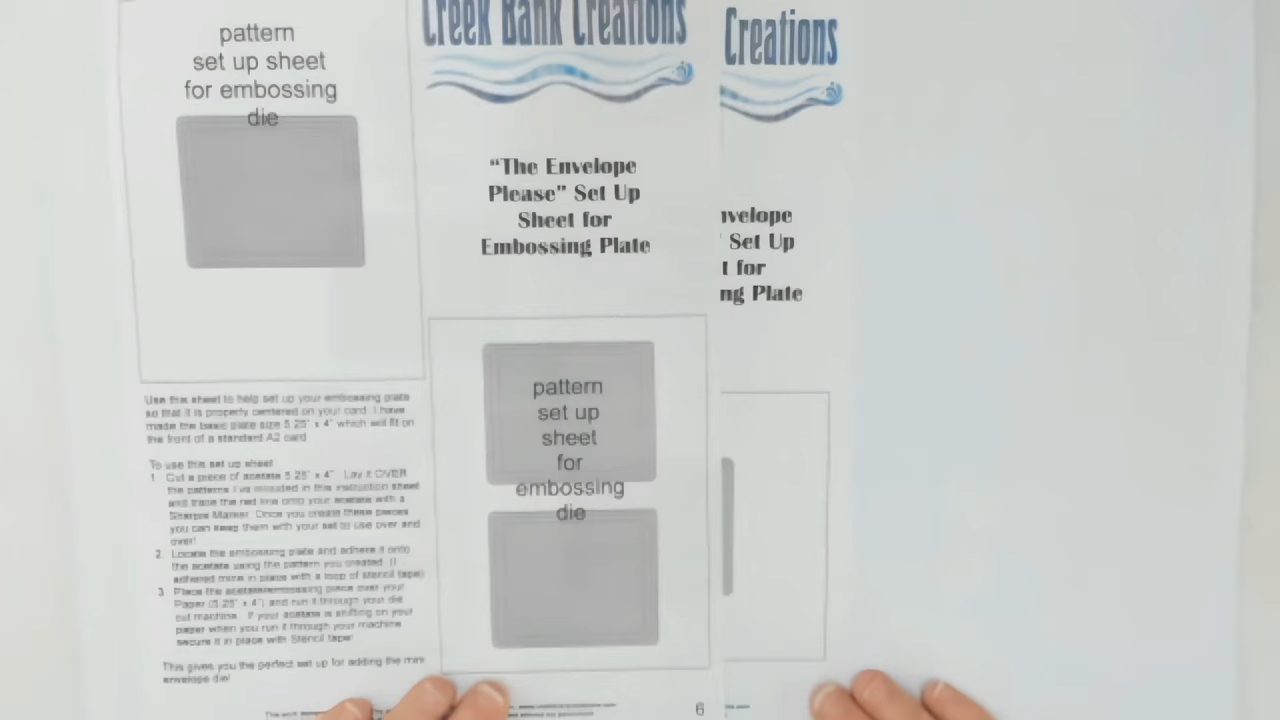 pattern
set up sheet
for embossing
die
Use this sheet to help set up your embossing plate
so that it is properly centered on your card. I have
made the basic plate size 5.25" x 4" which will fit on
the front of a standard A2 card
To use this set up sheet
1. Cut a piece of acetate 5.25" x 4" Lay it OVER
the patterns I've included in this instruction sheet
and trace the red line onto your acetate with a
Sharpie Marker. Once you create these pieces
you can keep them with your set to use over and
over!
2. Locate the embossing plate and adhere it onto
the acetate using the pattern you created. (I
adhered mine in place with a loop of stencil tape)
3. Place the acetate/embossing piece over your
Paper (5.25" x 4") and run it through your die
cut machine. If your acetate is shifting on your
paper when you run it through your machine
secure it in place with Stencil tape!
This gives you the perfect set up for adding the mini
envelope die!
Creek Bank Creations
“The Envelope
Please” Set Up
Sheet for
Embossing Plate
pattern
set up
sheet
for
embossing
die
6
Creations
nvelope
Set Up
t for
ng Plate